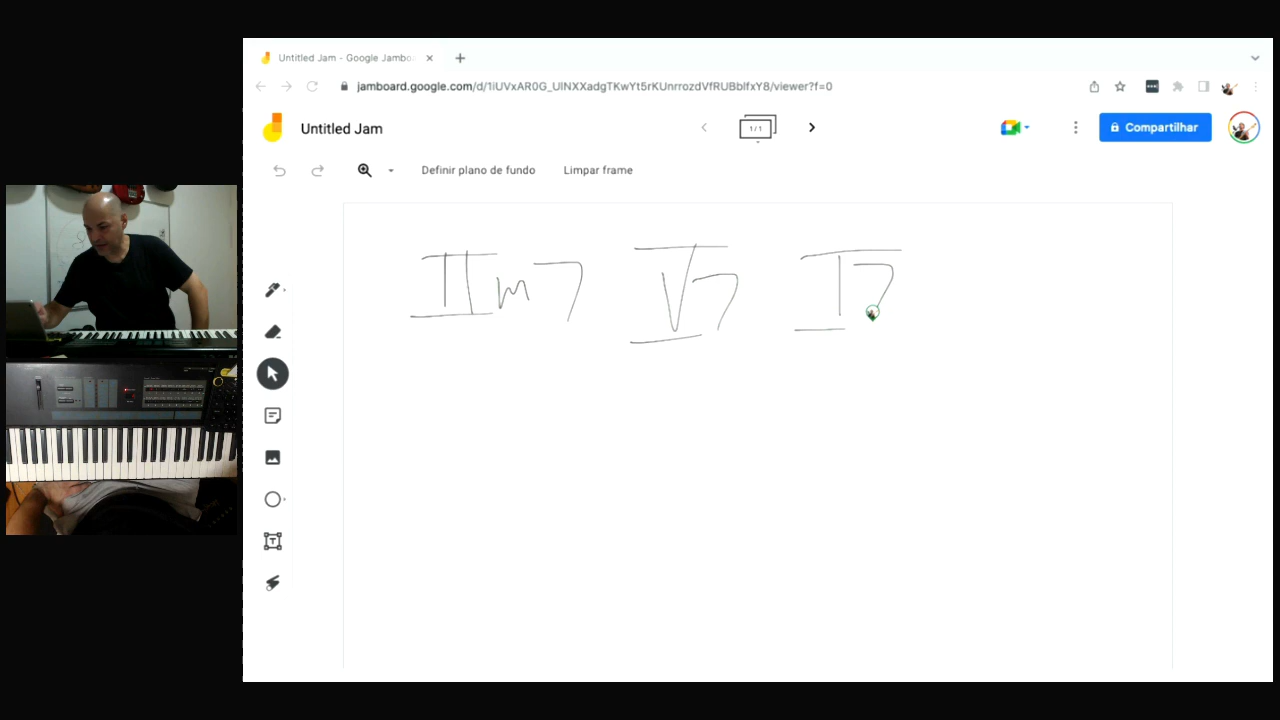 Untitled Jam - Google Jambo
jamboard.google.com/d/1iUVxAR0G_UINXXadgTKwYt5rKUnrrozdVfRUBbIfxY8/viewer?f=0
Untitled Jam
1/1
Compartilhar
Definir plano de fundo
Limpar frame
IIm7 V7 I7